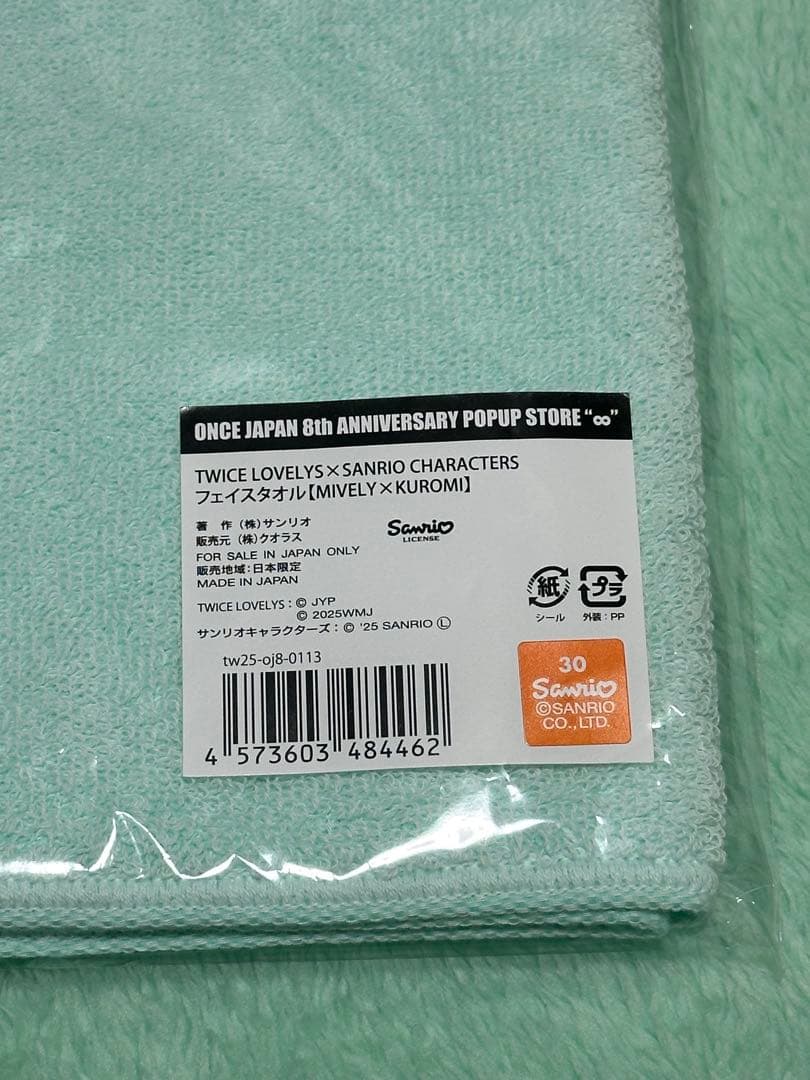 ONCE JAPAN 8th ANNIVERSARY POPUP STORE “∞”
TWICE LOVELYS×SANRIO CHARACTERS
フェイスタオル【MIVELY×KUROMI】
著 作 (株)サンリオ
販売元 (株)クオラス
FOR SALE IN JAPAN ONLY
販売地域:日本限定
MADE IN JAPAN
Sanrio
LICENSE
TWICE LOVELYS:© JYP
© 2025WMJ
サンリオキャラクターズ:© '25 SANRIO Ⓛ
紙
シール
プラ
外装:PP
tw25-oj8-0113
4 573603 484462
30
Sanrio
©SANRIO
CO.,LTD.